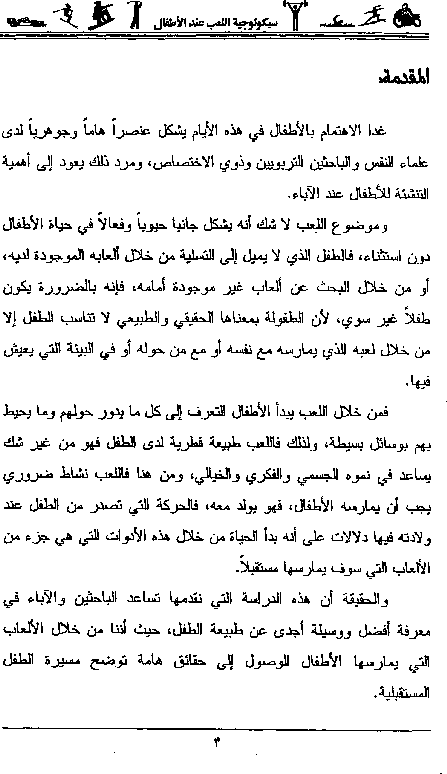 سيكولوجية اللعب عند الأطفال
المقدمة
غدا الاهتمام بالأطفال في هذه الأيام يشكل عنصراً هاماً وجوهرياً لدى
علماء النفس والباحثين التربويين وذوي الاختصاص، ومرد ذلك يعود إلى أهمية
التنشئة للأطفال عند الآباء.
وموضوع اللعب لا شك أنه يشكل جانباً حيوياً وفعالاً في حياة الأطفال
دون استثناء، فالطفل الذي لا يميل إلى التسلية من خلال ألعابه الموجودة لديه،
أو من خلال البحث عن ألعاب غير موجودة أمامه، فإنه بالضرورة يكون
طفلاً غير سوي، لأن الطفولة بمعناها الحقيقي والطبيعي لا تتاسب الطفل إلا
من خلال لعبه للذي يمارسه مع نفسه أو مع من حوله أو في البيئة التي يعيش
فيها.
فمن خلال اللعب يبدأ الأطفال التعرف إلى كل ما يدور حولهم وما يحيط
بهم بوسائل بسيطة، ولذلك فاللعب طبيعة فطرية لدى الطفل فهو من غير شك
يساعد في نموه الجسمي والفكري والخيالي، ومن هنا فاللعب نشاط ضروري
يجب أن يمارسه الأطفال، فهو يولد معه، فالحركة التي تصدر من الطفل عند
ولادته فيها دلالات على أنه بدأ الحياة من خلال هذه الأدوات التي هي جزء من
الألعاب التي سوف يمارسها مستقبلاً.
والحقيقة أن هذه الدراسة التي نقدمها تساعد الباحثين والآباء في
معرفة أفضل ووسيلة أجدى عن طبيعة الطفل، حيث أننا من خلال الألعاب
التي يمارسها الأطفال للوصول إلى حقائق هامة توضح مسيرة الطفل
المستقبلية.
٣